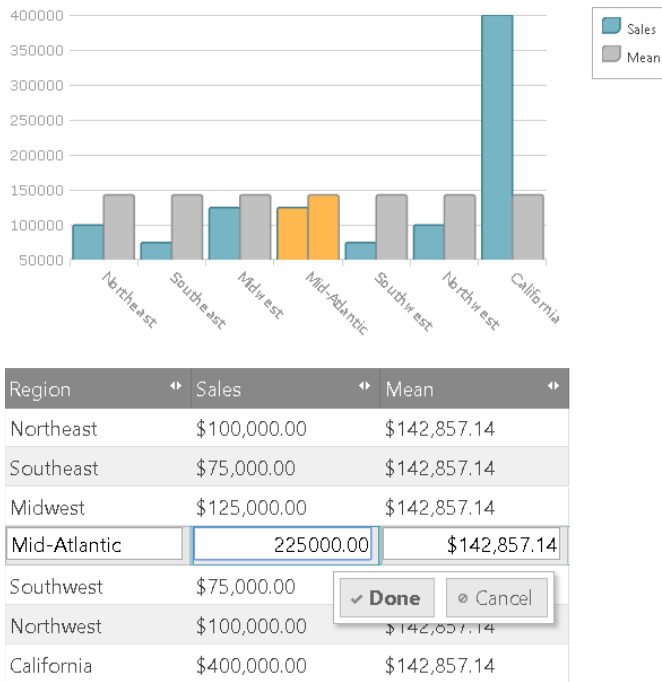 400000
350000
300000
250000
200000
150000
100000
50000
Northeast Southeast Midwest Mid-Atlantic Southwest Northwest California
Sales
Mean
Region Sales Mean
Northeast $100,000.00 $142,857.14
Southeast $75,000.00 $142,857.14
Midwest $125,000.00 $142,857.14
Mid-Atlantic 225000.00 $142,857.14
Southwest $75,000.00
Done Cancel
Northwest $100,000.00 $142,857.14
California $400,000.00 $142,857.14